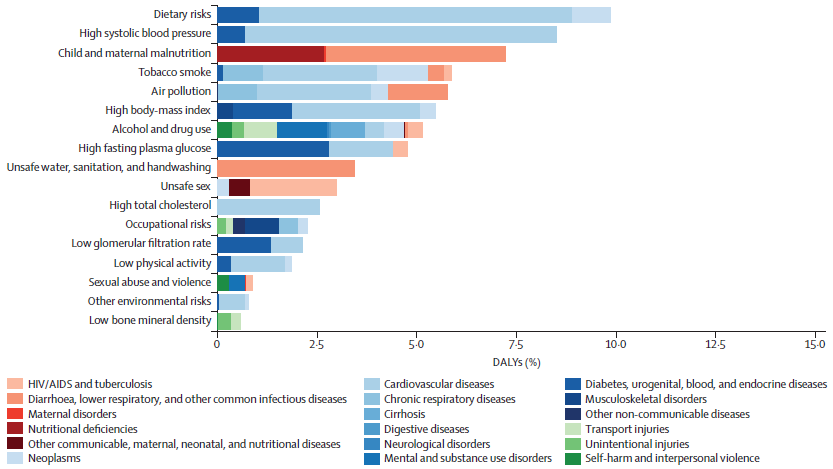 Dietary risks
High systolic blood pressure
Child and maternal malnutrition
Tobacco smoke
Air pollution
High body-mass index
Alcohol and drug use
High fasting plasma glucose
Unsafe water, sanitation, and handwashing
Unsafe sex
High total cholesterol
Occupational risks
Low glomerular filtration rate
Low physical activity
Sexual abuse and violence
Other environmental risks
Low bone mineral density
0 2·5 5·0 7·5 10·0 12·5 15·0
DALYs (%)
HIV/AIDS and tuberculosis
Diarrhoea, lower respiratory, and other common infectious diseases
Maternal disorders
Nutritional deficiencies
Other communicable, maternal, neonatal, and nutritional diseases
Neoplasms
Cardiovascular diseases
Chronic respiratory diseases
Cirrhosis
Digestive diseases
Neurological disorders
Mental and substance use disorders
Diabetes, urogenital, blood, and endocrine diseases
Musculoskeletal disorders
Other non-communicable diseases
Transport injuries
Unintentional injuries
Self-harm and interpersonal violence